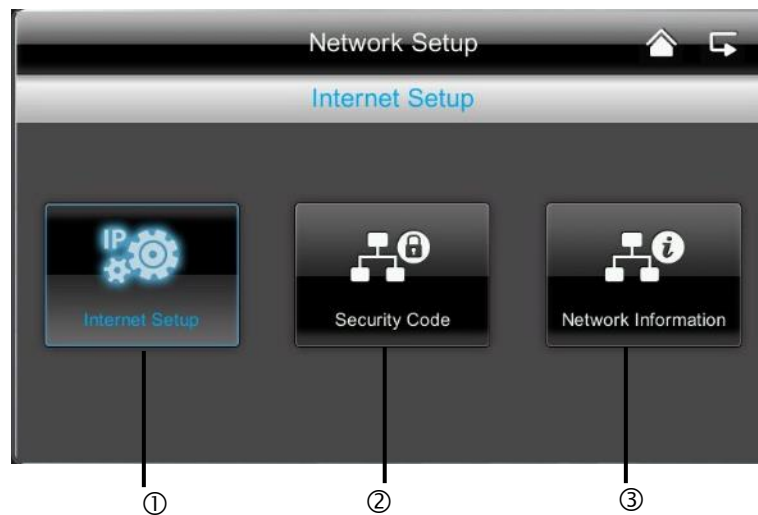 Network Setup
Internet Setup
IP
Internet Setup
Security Code
i
Network Information
① ② ③